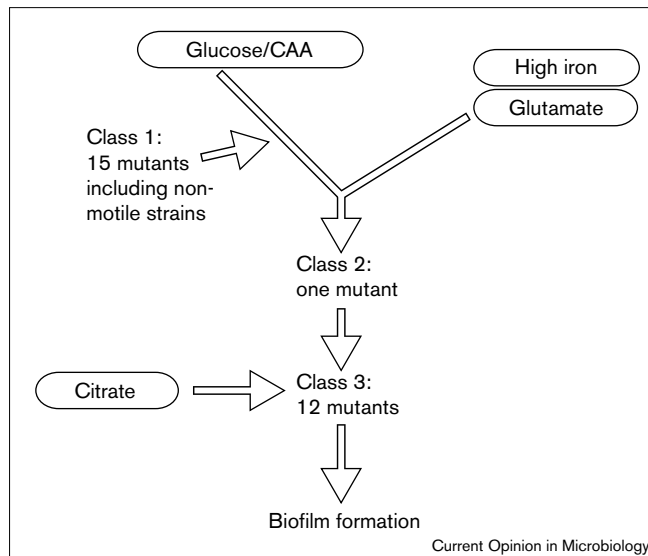 Glucose/CAA
High iron
Glutamate
Class 1:
15 mutants
including non-
motile strains
Class 2:
one mutant
Citrate
Class 3:
12 mutants
Biofilm formation
Current Opinion in Microbiology